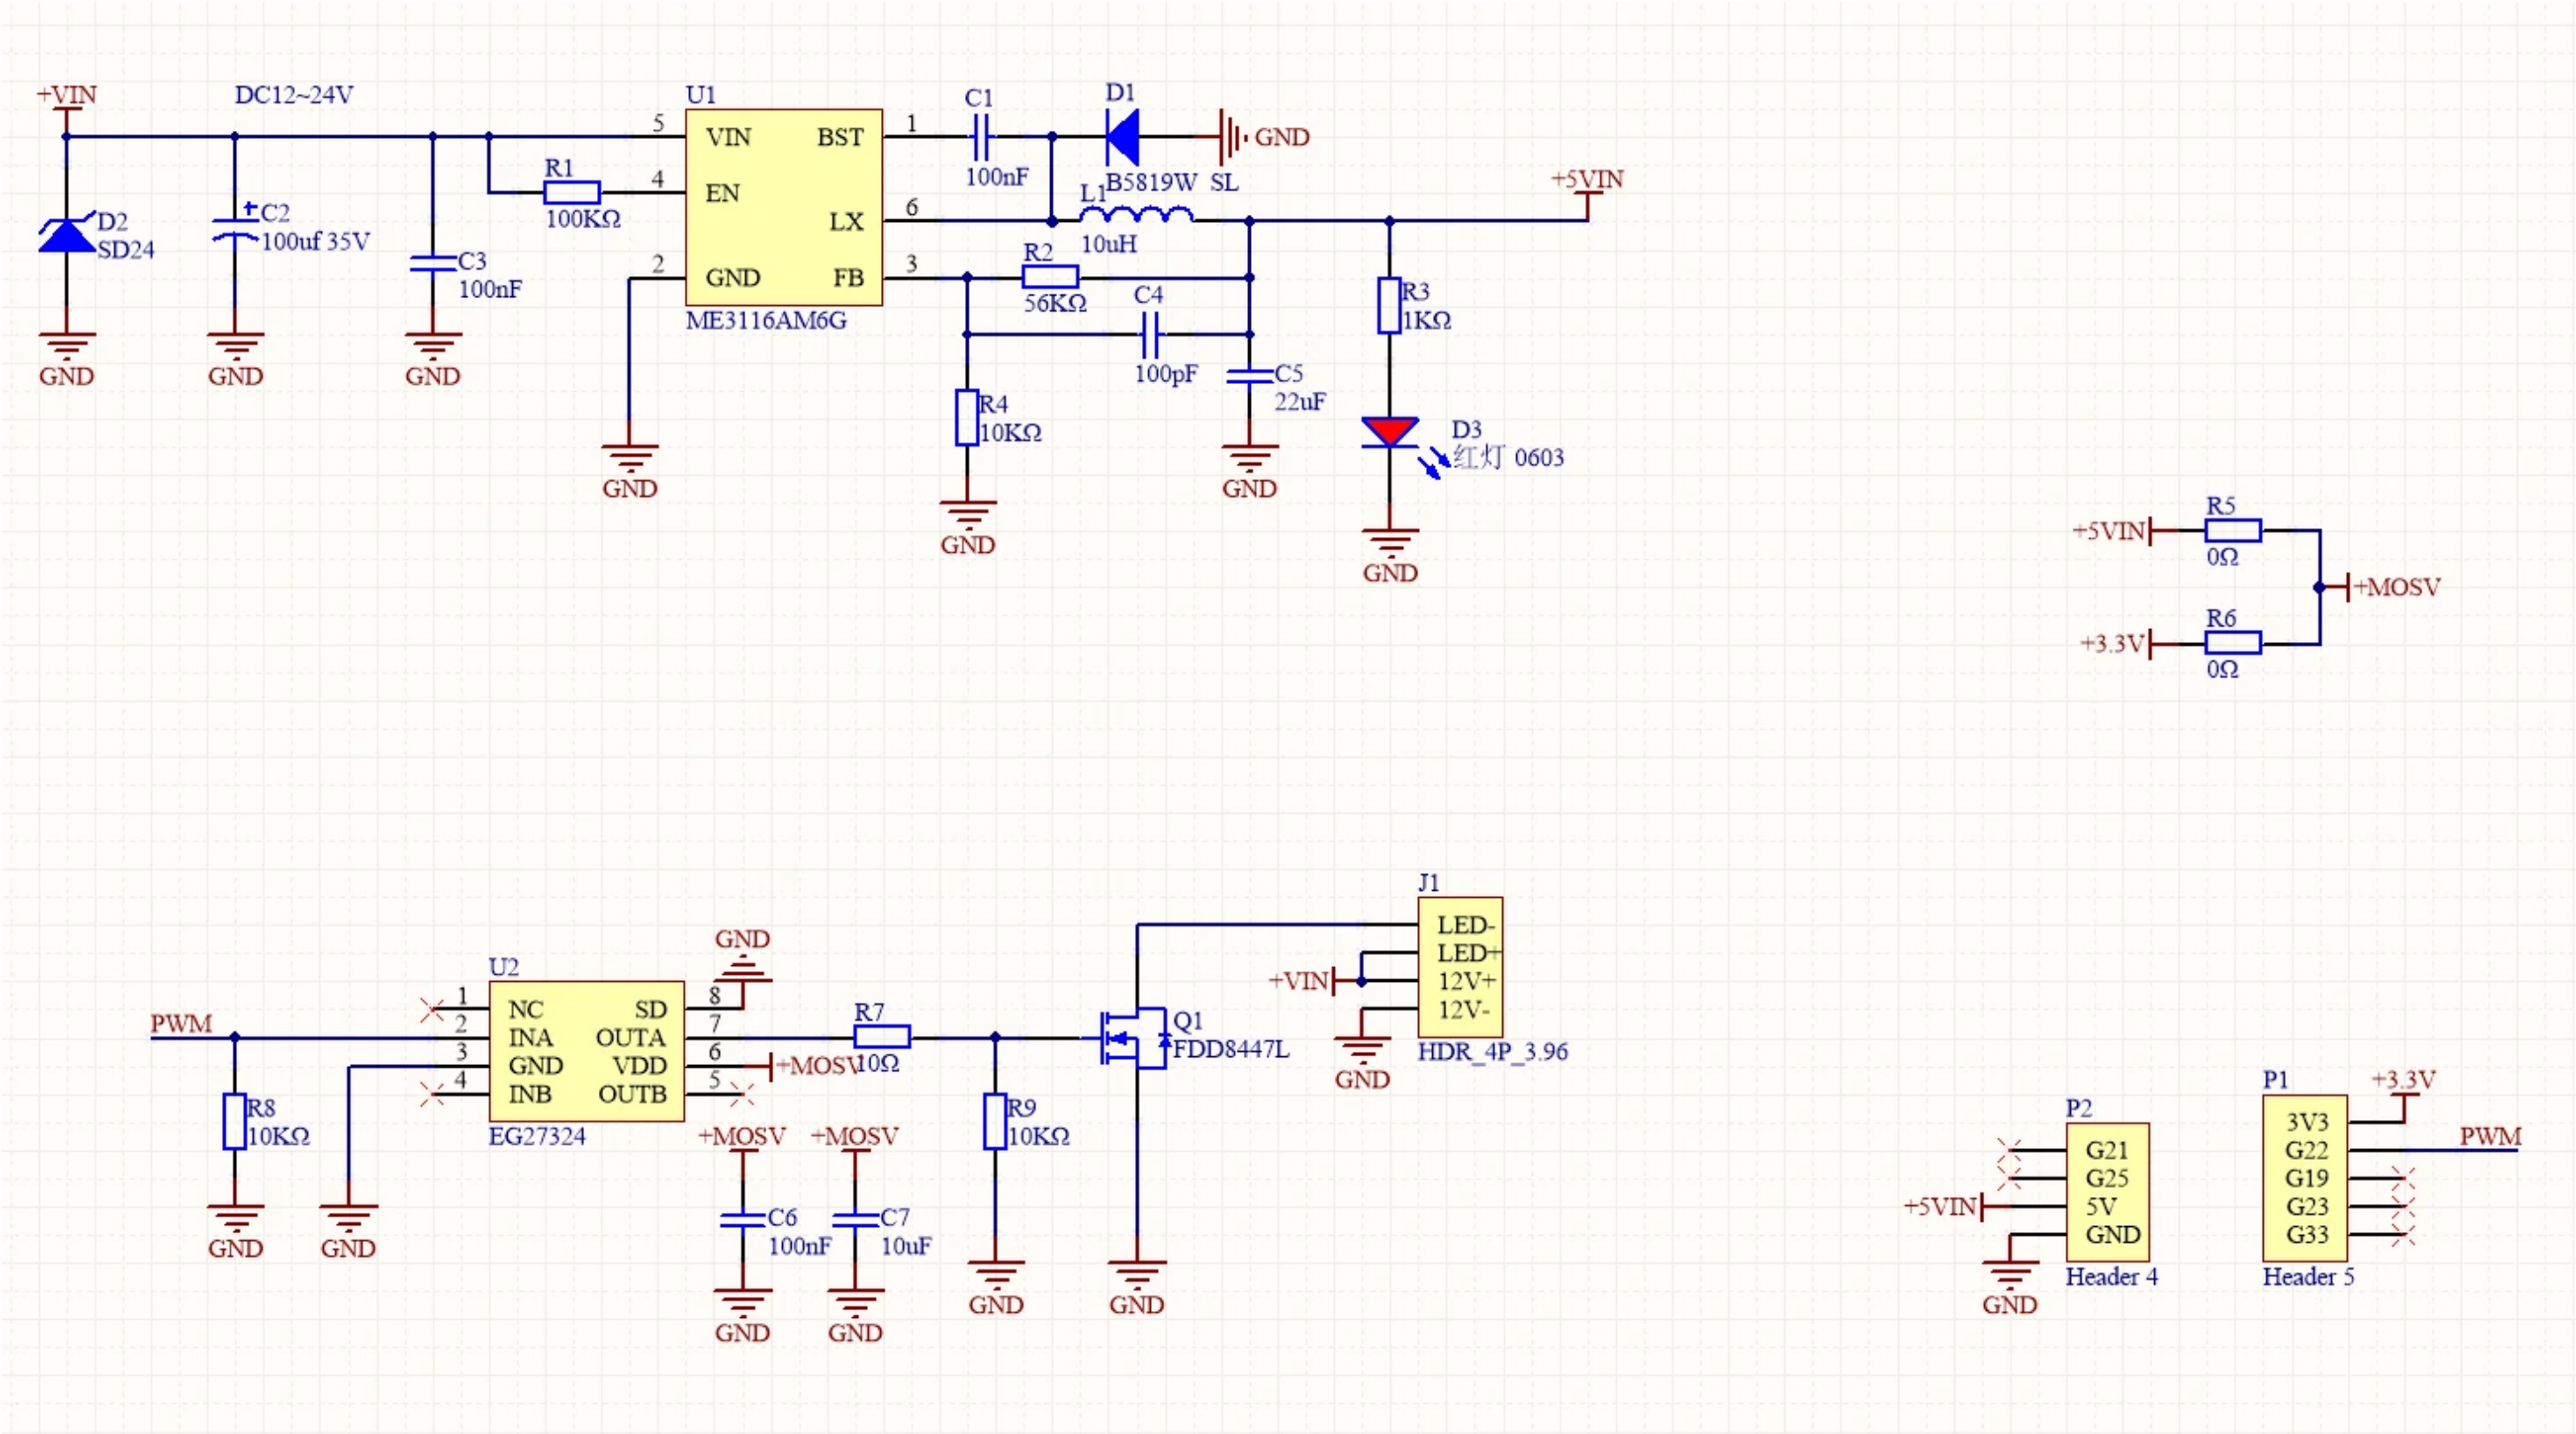 +VIN
DC12~24V
D2
SD24
GND
C2
100uf 35V
GND
C3
100nF
GND
R1
100KΩ
U1
5 VIN BST 1
4 EN
LX 6
2 GND FB 3
ME3116AM6G
GND
C1
100nF
D1
B5819W SL
GND
L1
10uH
+5VIN
R2
56KΩ
C4
100pF
R4
10KΩ
GND
C5
22uF
GND
R3
1KΩ
D3
红灯 0603
GND
+5VIN
R5
0Ω
+MOSV
+3.3V
R6
0Ω
PWM
R8
10KΩ
GND
GND
U2
1 NC SD 8
2 INA OUTA 7
3 GND VDD 6
4 INB OUTB 5
EG27324
GND
+MOSV
R7
10Ω
+MOSV
C6
100nF
GND
+MOSV
C7
10uF
GND
R9
10KΩ
GND
Q1
FDD8447L
GND
J1
LED-
LED+
12V+
12V-
HDR_4P_3.96
+VIN
GND
P2
G21
G25
5V
GND
Header 4
+5VIN
GND
P1
3V3
G22
G19
G23
G33
Header 5
+3.3V
PWM